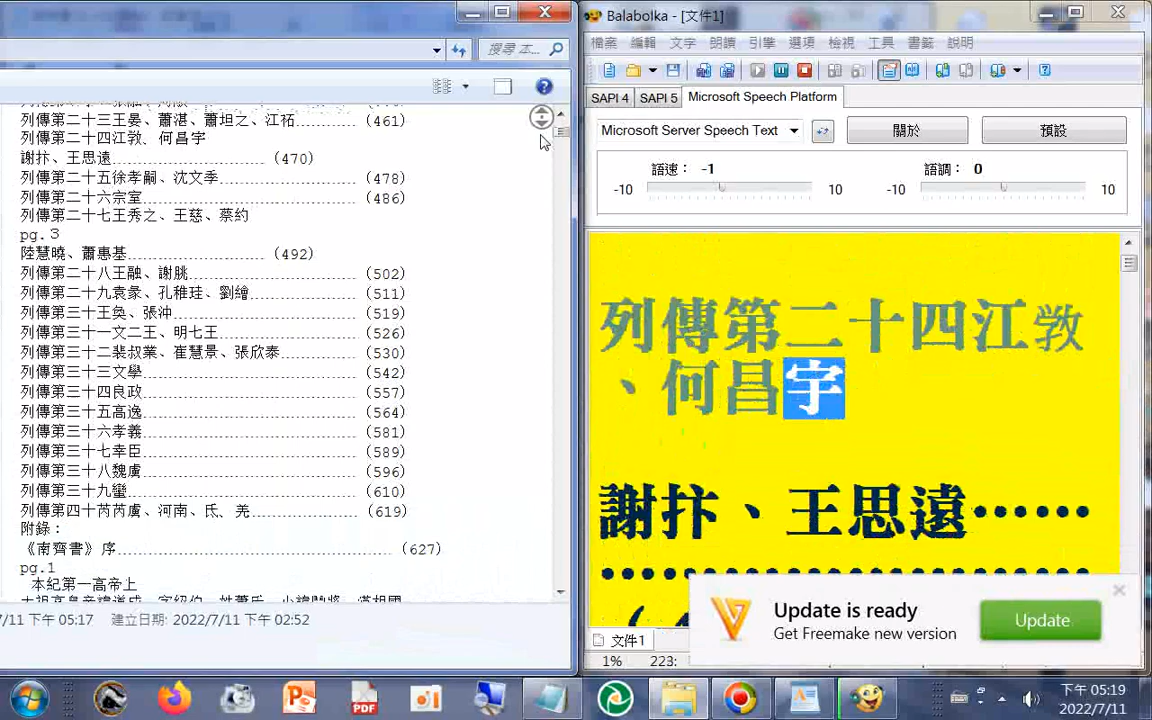 搜尋 本...
列傳第二十三王晏、蕭湛、蕭坦之、江祏.................(461)
列傳第二十四江斆、何昌宇
謝抃、王思遠.................(470)
列傳第二十五徐孝嗣、沈文季.................(478)
列傳第二十六宗室.................(486)
列傳第二十七王秀之、王慈、蔡約
pg.3
陸慧曉、蕭惠基.................(492)
列傳第二十八王融、謝朓.................(502)
列傳第二十九袁彖、孔稚珪、劉繪.................(511)
列傳第三十王奐、張沖.................(519)
列傳第三十一文二王、明七王.................(526)
列傳第三十二裴叔業、崔慧景、張欣泰.................(530)
列傳第三十三文學.................(542)
列傳第三十四良政.................(557)
列傳第三十五高逸.................(564)
列傳第三十六孝義.................(581)
列傳第三十七幸臣.................(589)
列傳第三十八魏虜.................(596)
列傳第三十九蠻.................(610)
列傳第四十芮芮虜、河南、氐、羌.................(619)
附錄：
《南齊書》序.................(627)
pg.1
本紀第一高帝上
/11 下午 05:17 建立日期: 2022/7/11 下午 02:52
Balabolka - [文件1]
檔案 編輯 文字 朗讀 引擎 選項 檢視 工具 書籤 說明
SAPI 4 SAPI 5 Microsoft Speech Platform
Microsoft Server Speech Text 關於 預設
語速: -1 語調: 0
-10 10 -10 10
列傳第二十四江斆
、何昌宇
謝抃、王思遠……
Update is ready
Get Freemake new version
Update
文件1
1% 223:
PDF
下午 05:19
2022/7/11